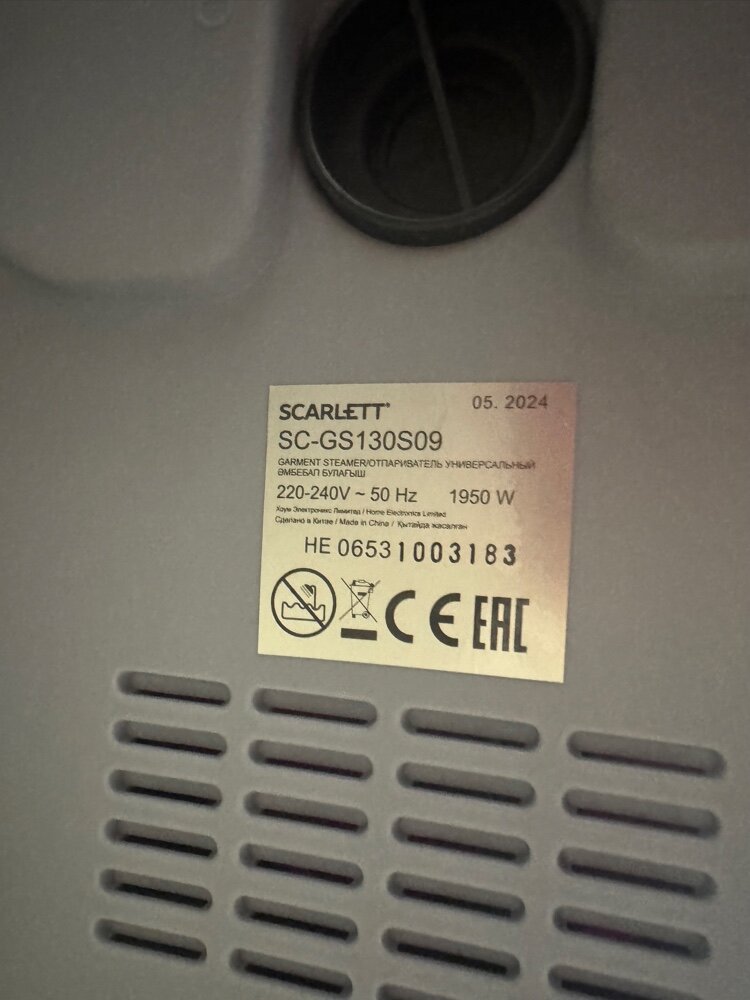 SCARLETT®
05. 2024
SC-GS130S09
GARMENT STEAMER/ОТПАРИВАТЕЛЬ УНИВЕРСАЛЬНЫЙ
ӘМБЕБАП БУЛАҒЫШ
220-240V ~ 50 Hz 1950 W
Хоум Электроникс Лимитед / Home Electronics Limited
Сделано в Китае / Made in China / Қытайда жасалған
HE 06531003183
CE EAC